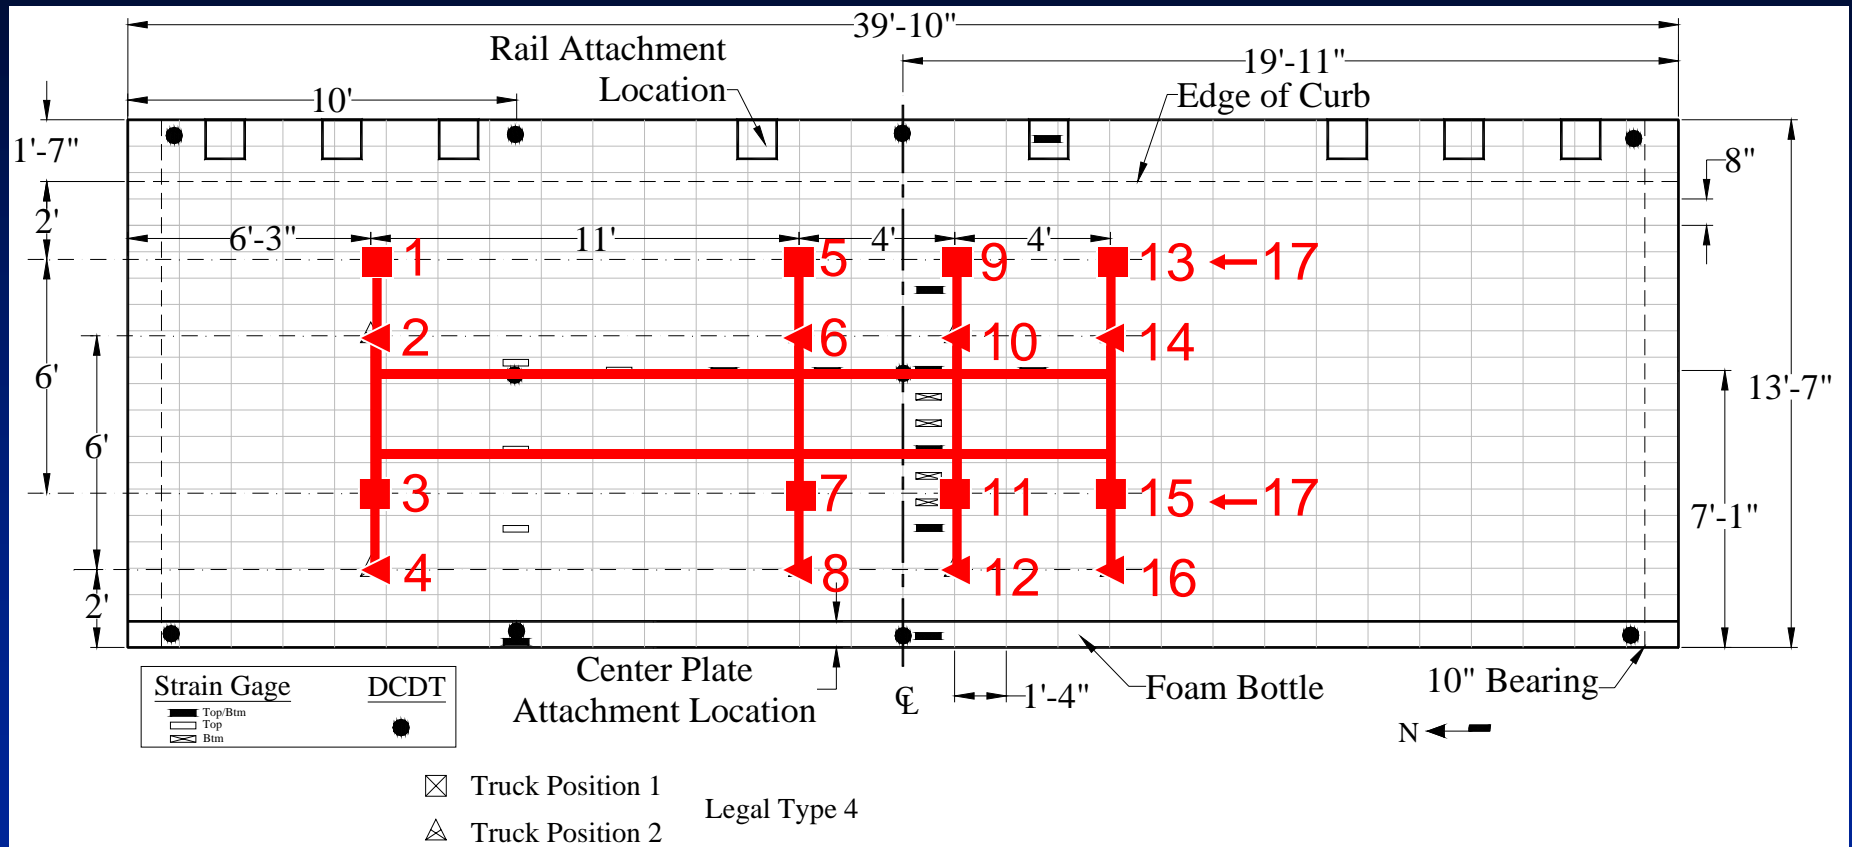 39'-10"
Rail Attachment
Location
19'-11"
10'
Edge of Curb
1'-7"
8"
2'
6'-3"
11'
4'
4'
1
5
9
13
17
2
6
10
14
6'
13'-7"
6'
3
7
11
15
17
7'-1"
4
8
12
16
2'
Strain Gage
DCDT
Top/Btm
Top
Btm
Center Plate
Attachment Location
℄
1'-4"
Foam Bottle
10" Bearing
N
Truck Position 1
Legal Type 4
Truck Position 2